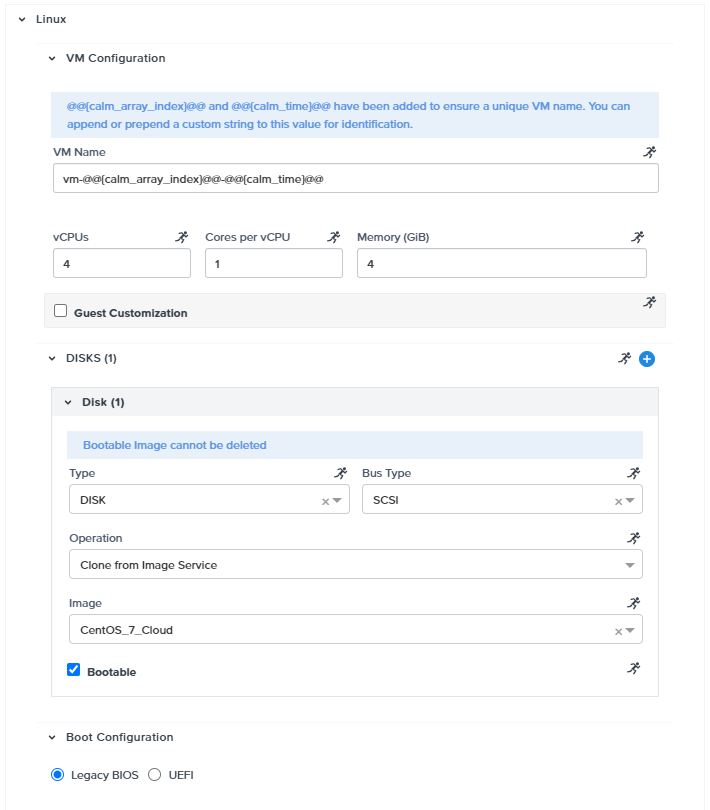 Linux
VM Configuration
@@{calm_array_index}@@ and @@{calm_time}@@ have been added to ensure a unique VM name. You can
append or prepend a custom string to this value for identification.
VM Name
vm-@@{calm_array_index}@@-@@{calm_time}@@
vCPUs
Cores per vCPU
Memory (GiB)
4
1
4
Guest Customization
DISKS (1)
Disk (1)
Bootable Image cannot be deleted
Type
Bus Type
DISK
SCSI
Operation
Clone from Image Service
Image
CentOS_7_Cloud
Bootable
Boot Configuration
Legacy BIOS
UEFI